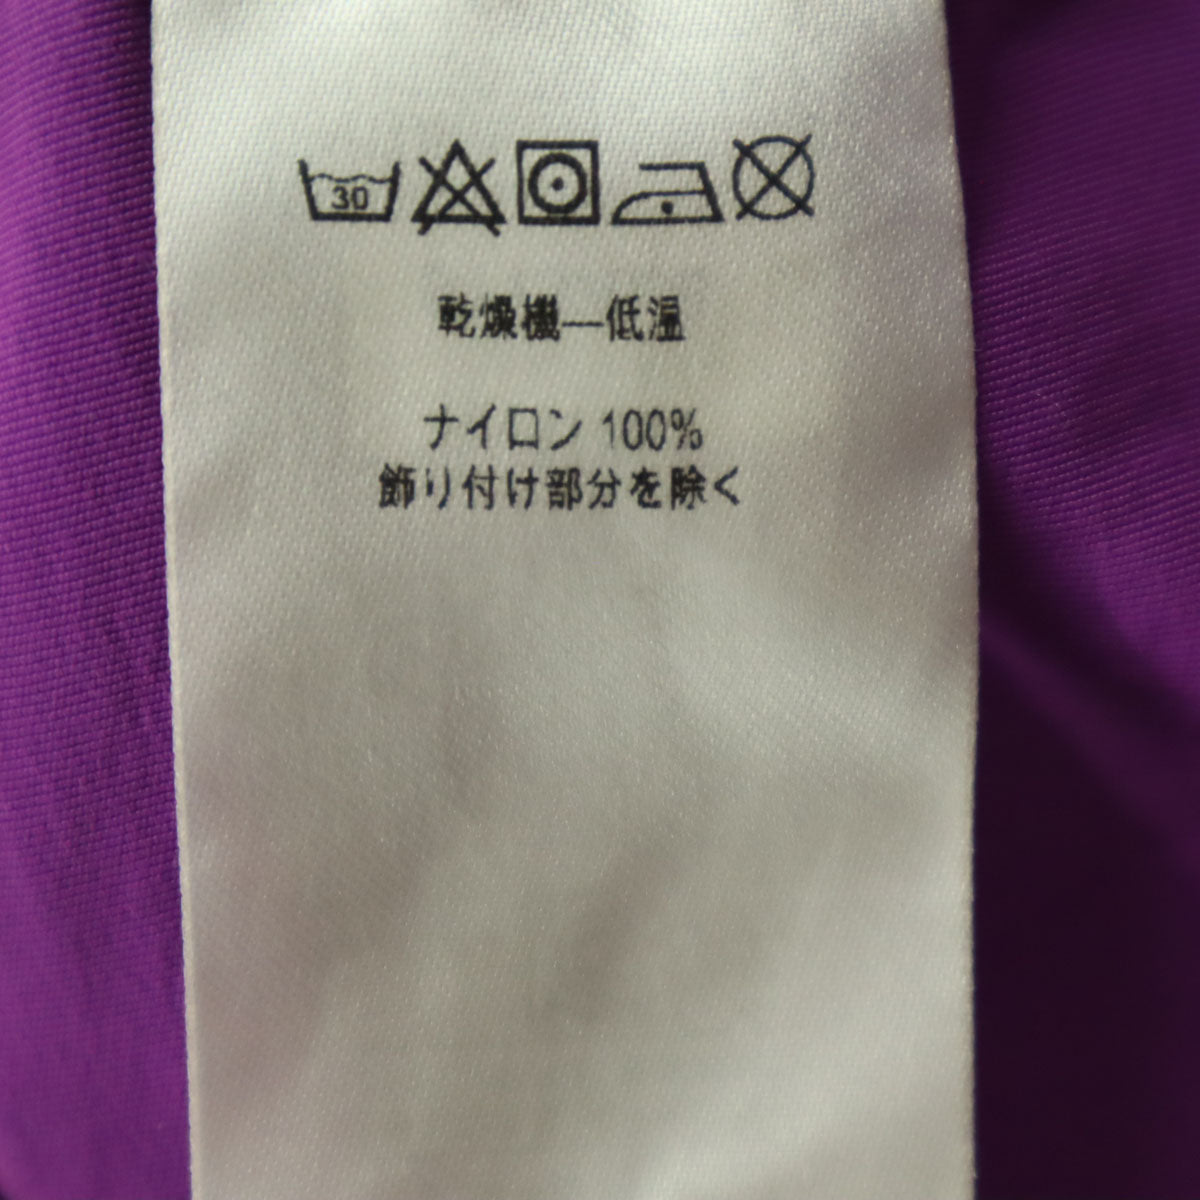 30
乾燥機—低温
ナイロン 100%
飾り付け部分を除く